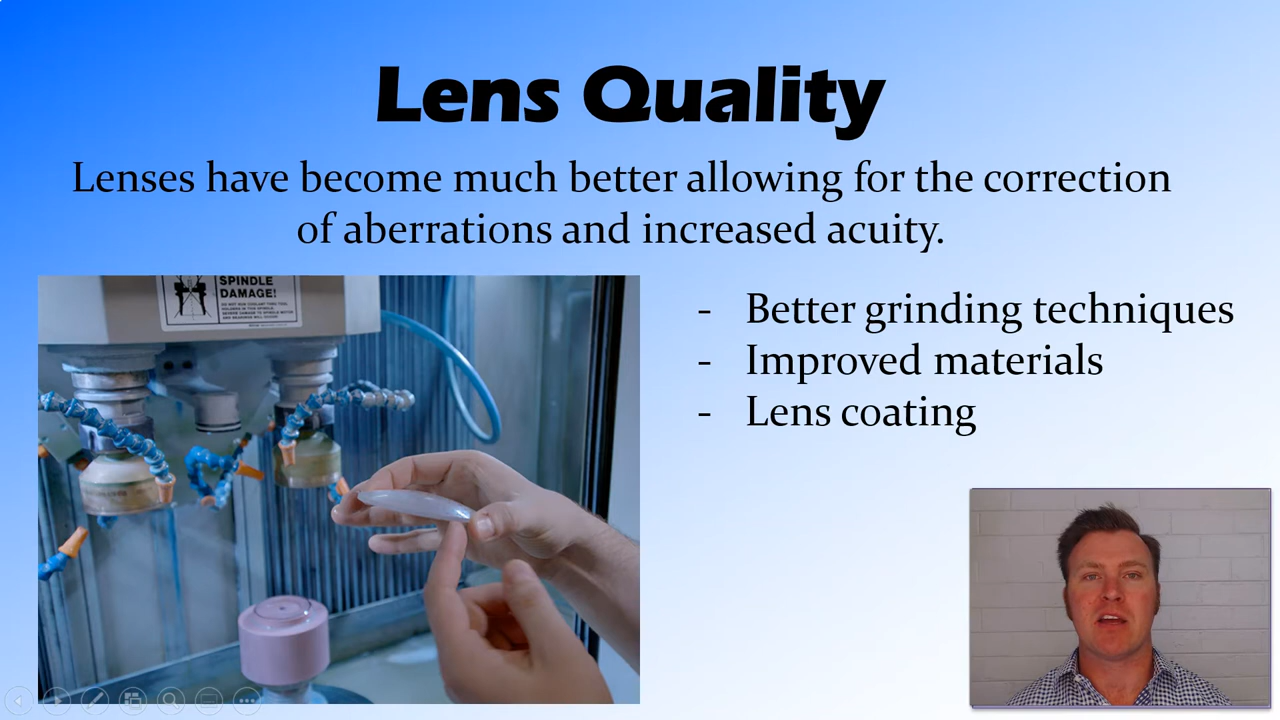 Lens Quality
Lenses have become much better allowing for the correction
of aberrations and increased acuity.
SPINDLE
DAMAGE!
- Better grinding techniques
- Improved materials
- Lens coating